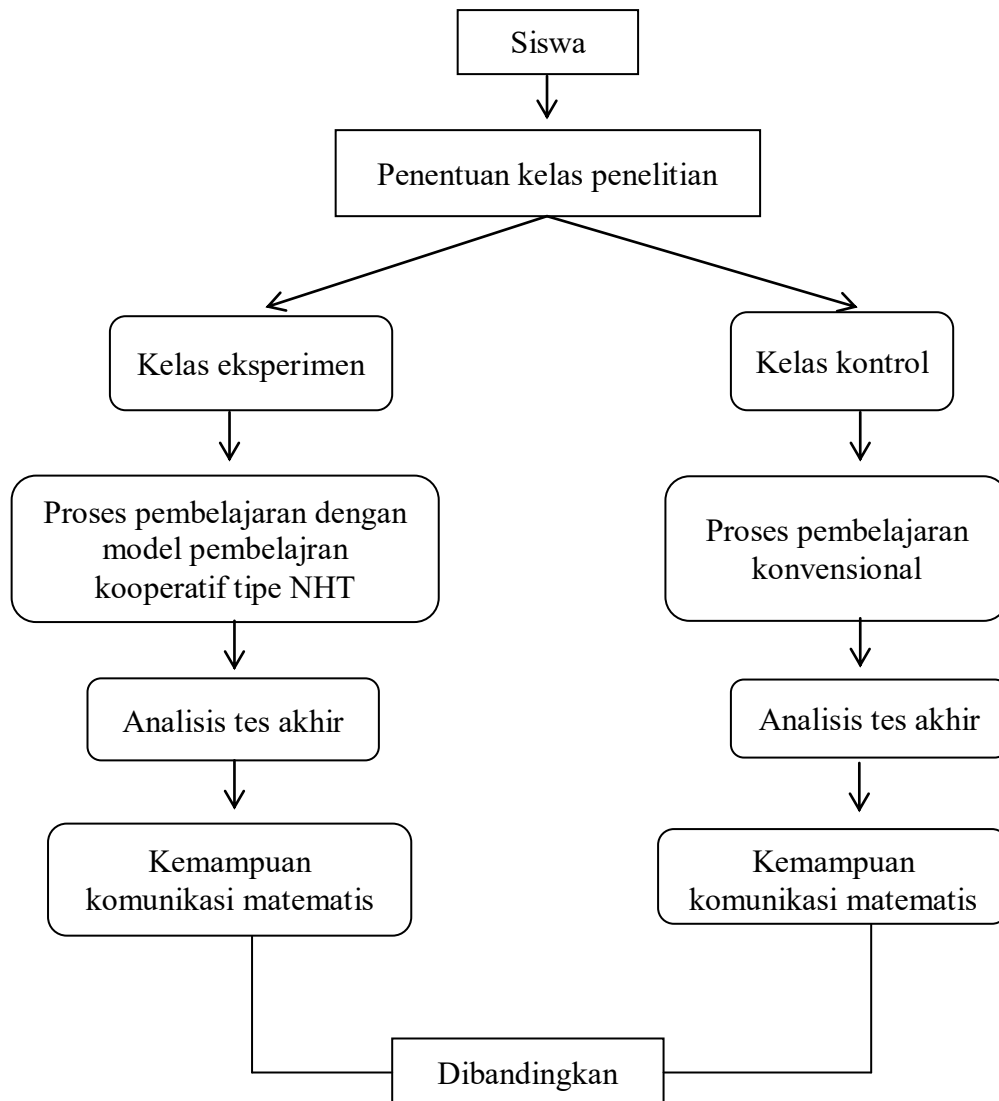 Siswa
Penentuan kelas penelitian
Kelas eksperimen
Kelas kontrol
Proses pembelajaran dengan
model pembelajran
kooperatif tipe NHT
Proses pembelajaran
konvensional
Analisis tes akhir
Analisis tes akhir
Kemampuan
komunikasi matematis
Kemampuan
komunikasi matematis
Dibandingkan